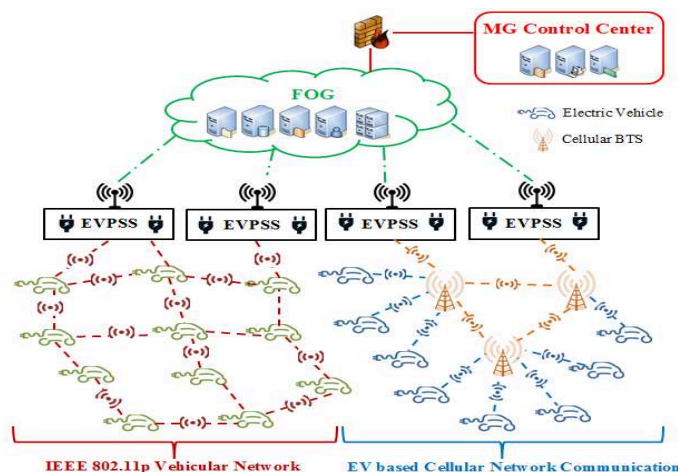 MG Control Center
FOG
Electric Vehicle
Cellular BTS
EVPSS
EVPSS
EVPSS
EVPSS
IEEE 802.11p Vehicular Network
EV based Cellular Network Communication